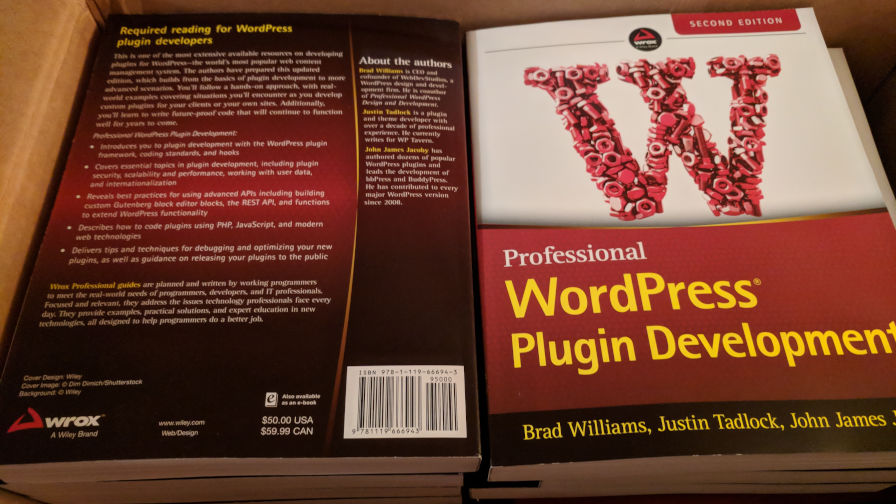 Required reading for WordPress
plugin developers
This is one of the most extensive available resources on developing
plugins for WordPress—the world's most popular web content
management system. The authors have prepared this updated
edition, which builds from the basics of plugin development to more
advanced scenarios. You'll follow a hands-on approach, with real-
world examples covering situations you'll encounter as you develop
custom plugins for your clients or your own sites. Additionally,
you'll learn to write future-proof code that will continue to function
well for years to come.
Professional WordPress Plugin Development:
• Introduces you to plugin development with the WordPress plugin
framework, coding standards, and hooks
• Covers essential topics in plugin development, including plugin
security, scalability and performance, working with user data,
and internationalization
• Reveals best practices for using advanced APIs including building
custom Gutenberg block editor blocks, the REST API, and functions
to extend WordPress functionality
• Describes how to code plugins using PHP, JavaScript, and modern
web technologies
• Delivers tips and techniques for debugging and optimizing your new
plugins, as well as guidance on releasing your plugins to the public
Wrox Professional guides are planned and written by working programmers
to meet the real-world needs of programmers, developers, and IT professionals.
Focused and relevant, they address the issues technology professionals face every
day. They provide examples, practical solutions, and expert education in new
technologies, all designed to help programmers do a better job.
About the authors
Brad Williams is CEO and
cofounder of WebDevStudios, a
WordPress design and devel-
opment firm. He is coauthor
of Professional WordPress
Design and Development.
Justin Tadlock is a plugin
and theme developer with
over a decade of professional
experience. He currently
writes for WP Tavern.
John James Jacoby has
authored dozens of popular
WordPress plugins and
leads the development of
bbPress and BuddyPress.
He has contributed to every
major WordPress version
since 2008.
Cover Design: Wiley
Cover Image: © Dim Dimich/Shutterstock
Background: © Wiley
wrox™
A Wiley Brand
www.wiley.com
Web/Design
Also available
as an e-book
$50.00 USA
$59.99 CAN
ISBN 978-1-119-66694-3
95000
9 781119 666943
SECOND EDITION
wrox
A Wiley Brand
W
Professional
WordPress®
Plugin Development
Brad Williams, Justin Tadlock, John James J